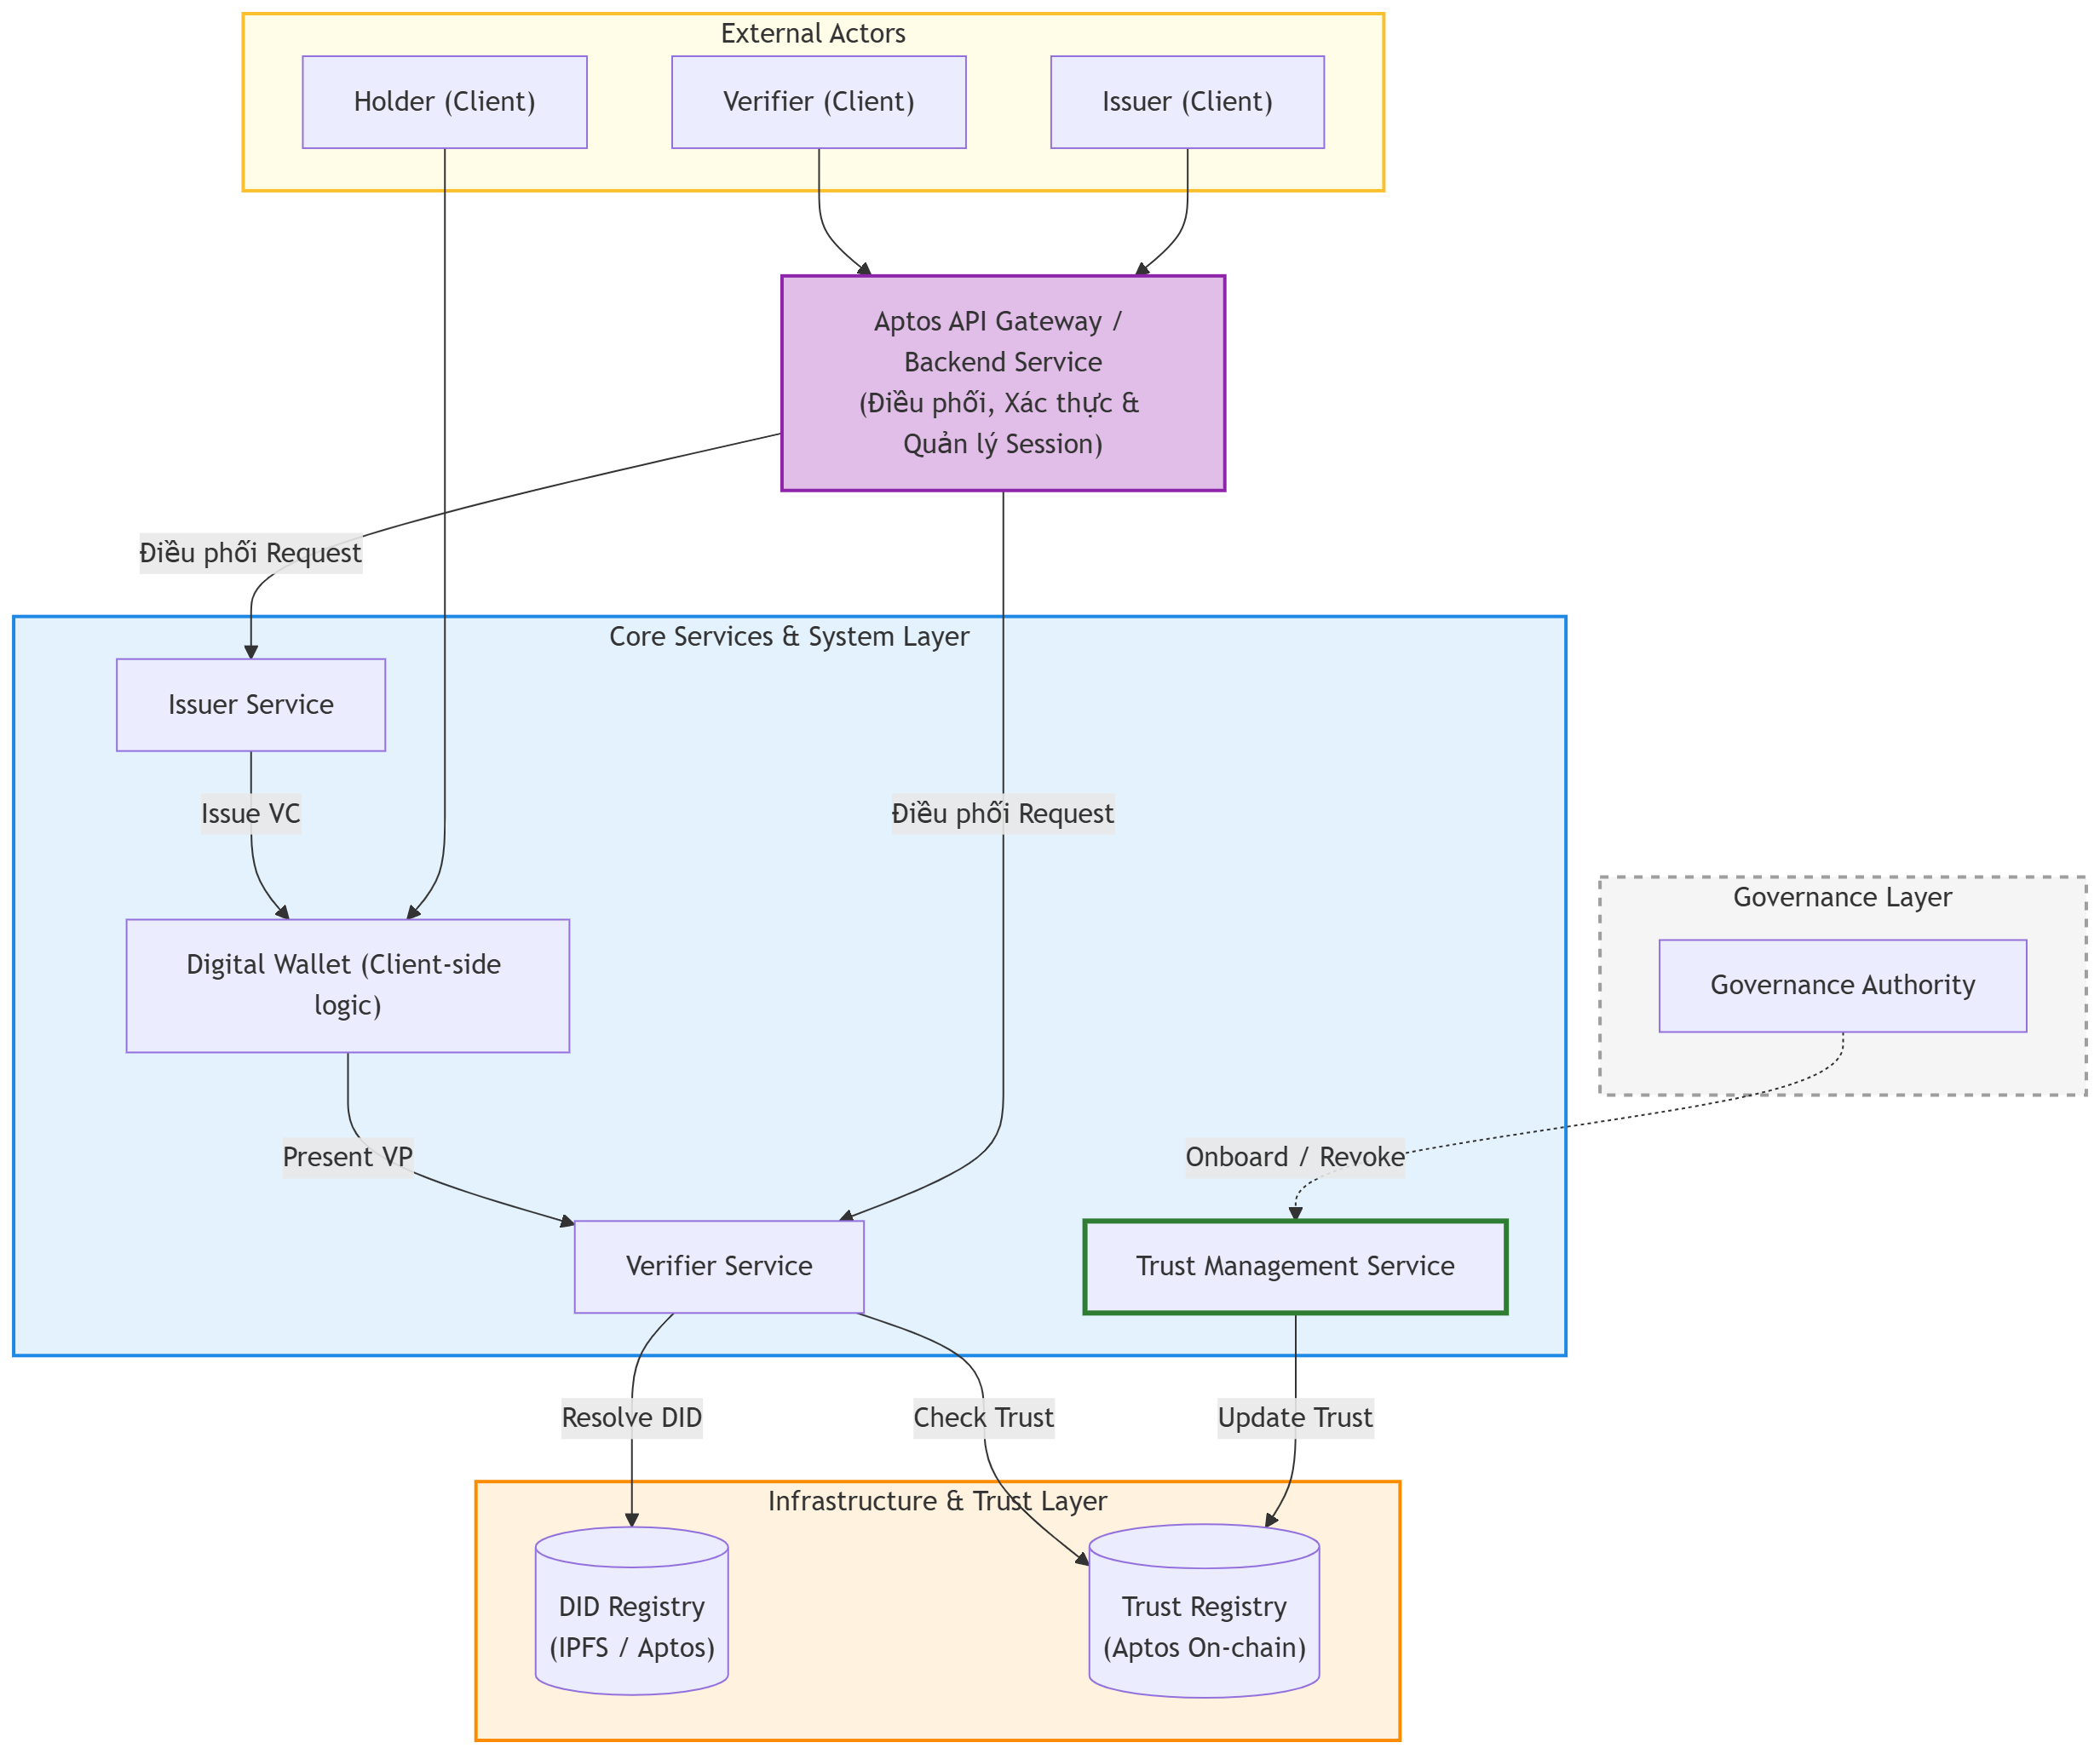 External Actors
Holder (Client)
Verifier (Client)
Issuer (Client)
Aptos API Gateway /
Backend Service
(Điều phối, Xác thực &
Quản lý Session)
Điều phối Request
Core Services & System Layer
Issuer Service
Issue VC
Điều phối Request
Governance Layer
Governance Authority
Digital Wallet (Client-side
logic)
Present VP
Onboard / Revoke
Verifier Service
Trust Management Service
Resolve DID
Check Trust
Update Trust
Infrastructure & Trust Layer
DID Registry
(IPFS / Aptos)
Trust Registry
(Aptos On-chain)